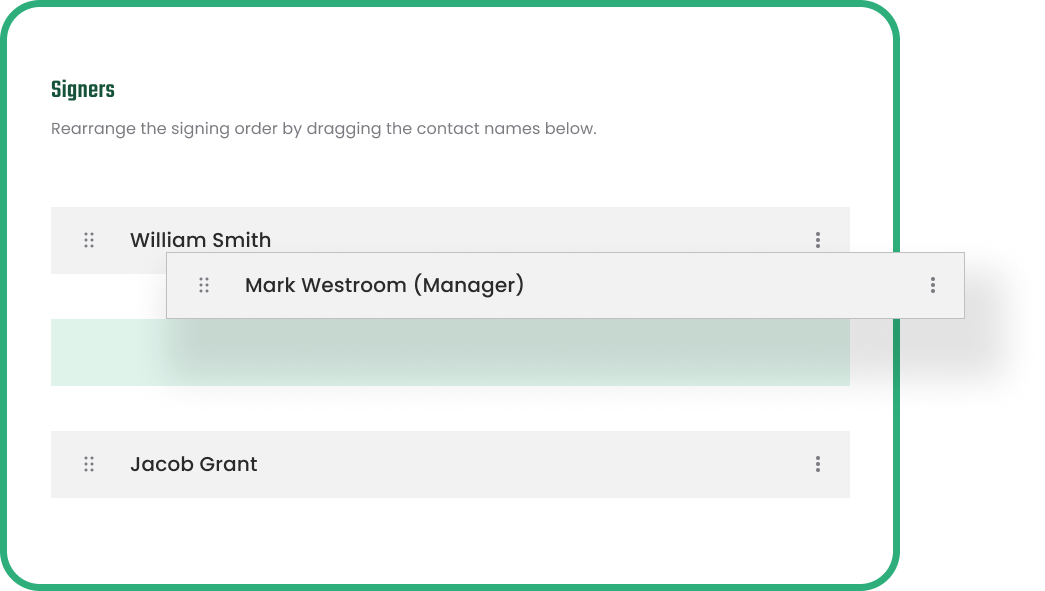 Signers
Rearrange the signing order by dragging the contact names below.
William Smith
Mark Westroom (Manager)
Jacob Grant